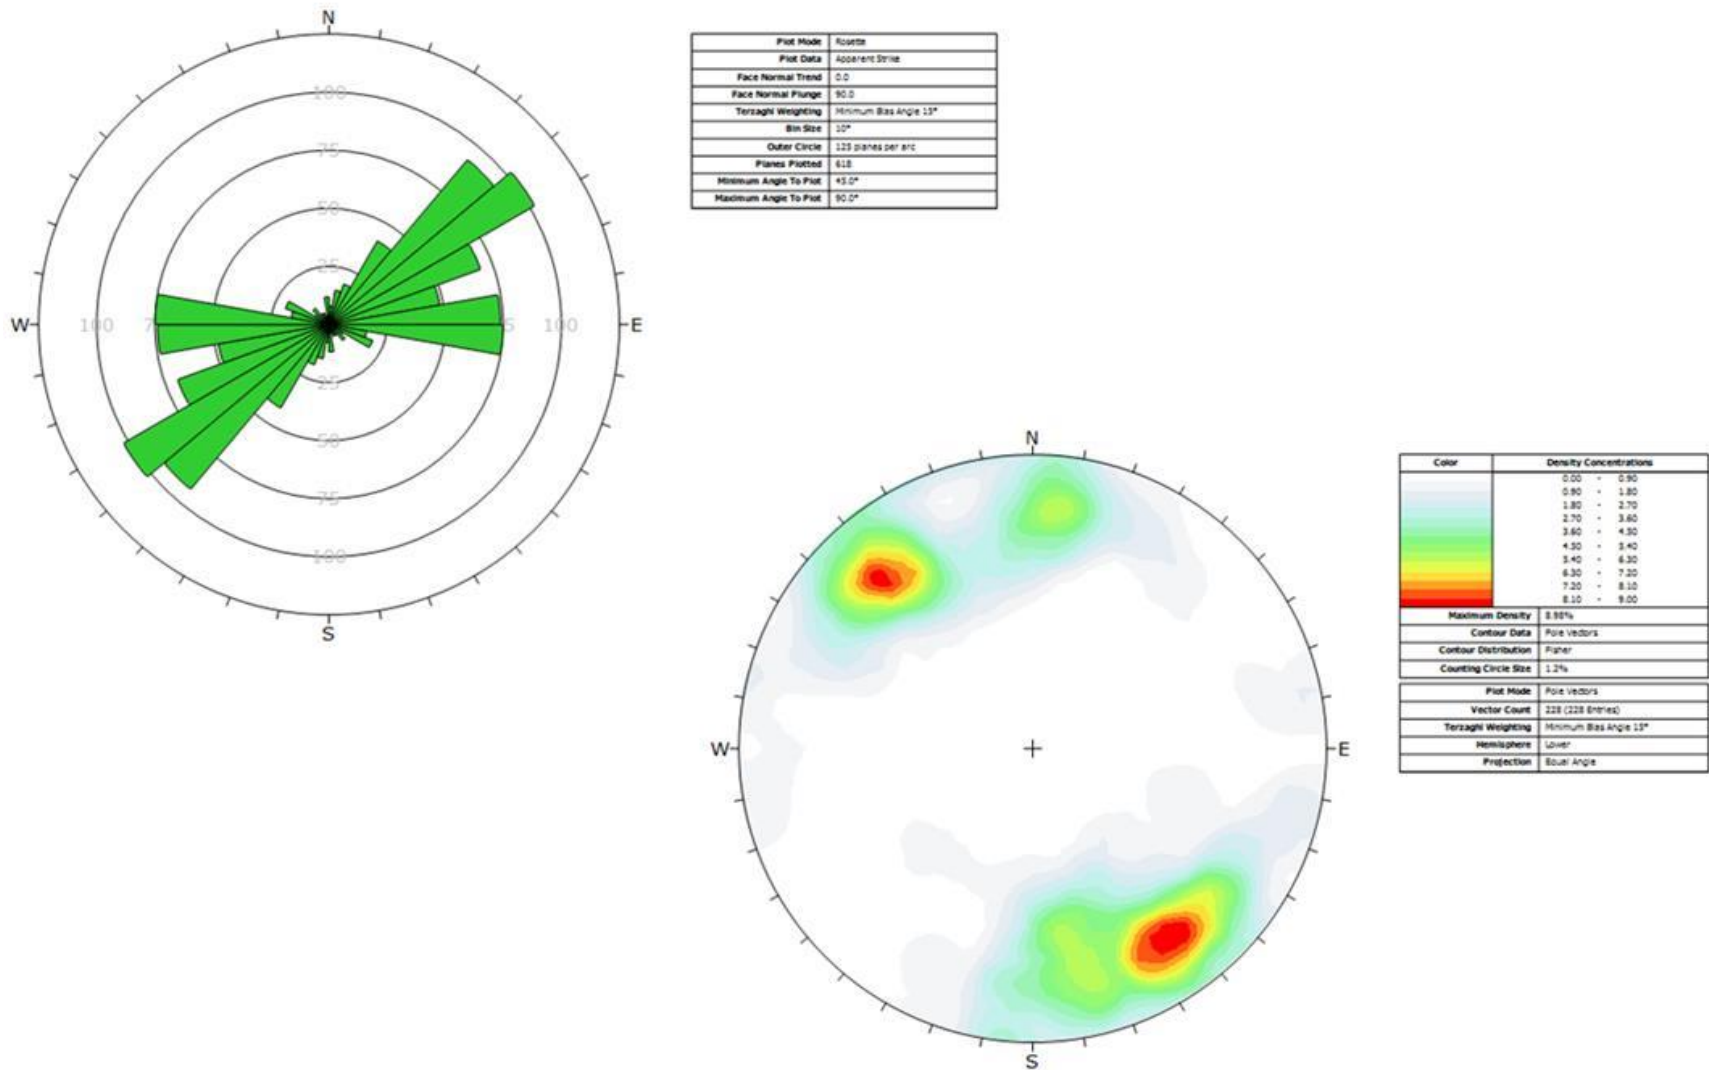 N
100
75
50
25
W
100
7
5
100
E
25
50
75
100
S
Plot Mode Rosette
Plot Data Apparent Strike
Face Normal Trend 0.0
Face Normal Plunge 90.0
Terzaghi Weighting Minimum Bias Angle 15°
Bin Size 10°
Outer Circle 125 planes per arc
Planes Plotted 618
Minimum Angle To Plot 45.0°
Maximum Angle To Plot 90.0°
N
W
E
S
Color Density Concentrations
0.00 - 0.90
0.90 - 1.80
1.80 - 2.70
2.70 - 3.60
3.60 - 4.50
4.50 - 5.40
5.40 - 6.30
6.30 - 7.20
7.20 - 8.10
8.10 - 9.00
Maximum Density 8.98%
Contour Data Pole Vectors
Contour Distribution Fisher
Counting Circle Size 1.2%
Plot Mode Pole Vectors
Vector Count 228 (228 Entries)
Terzaghi Weighting Minimum Bias Angle 15°
Hemisphere Lower
Projection Equal Angle